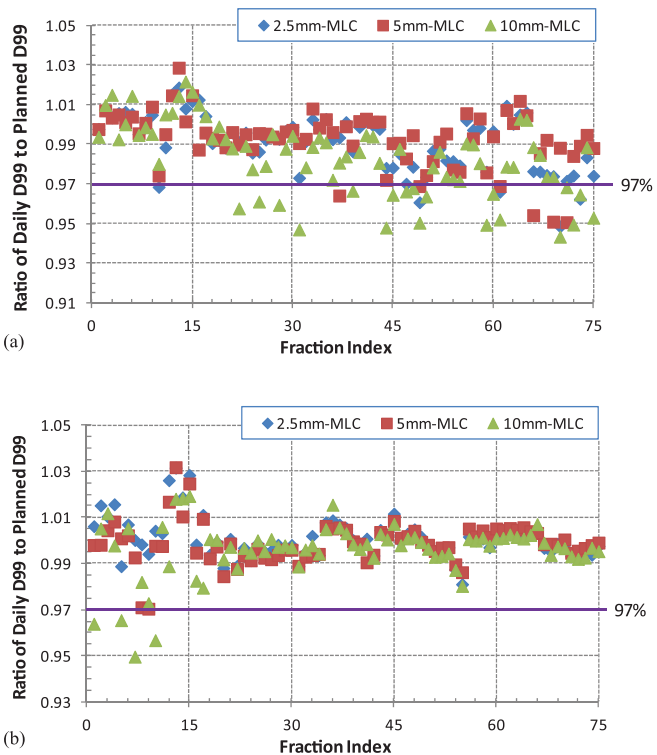 Ratio of Daily D99 to Planned D99
2.5mm-MLC 5mm-MLC 10mm-MLC
1.05
1.03
1.01
0.99
0.97
0.95
0.93
0.91
97%
0 15 30 45 60 75
Fraction Index
(a)
Ratio of Daily D99 to Planned D99
2.5mm-MLC 5mm-MLC 10mm-MLC
1.05
1.03
1.01
0.99
0.97
0.95
0.93
97%
0 15 30 45 60 75
Fraction Index
(b)